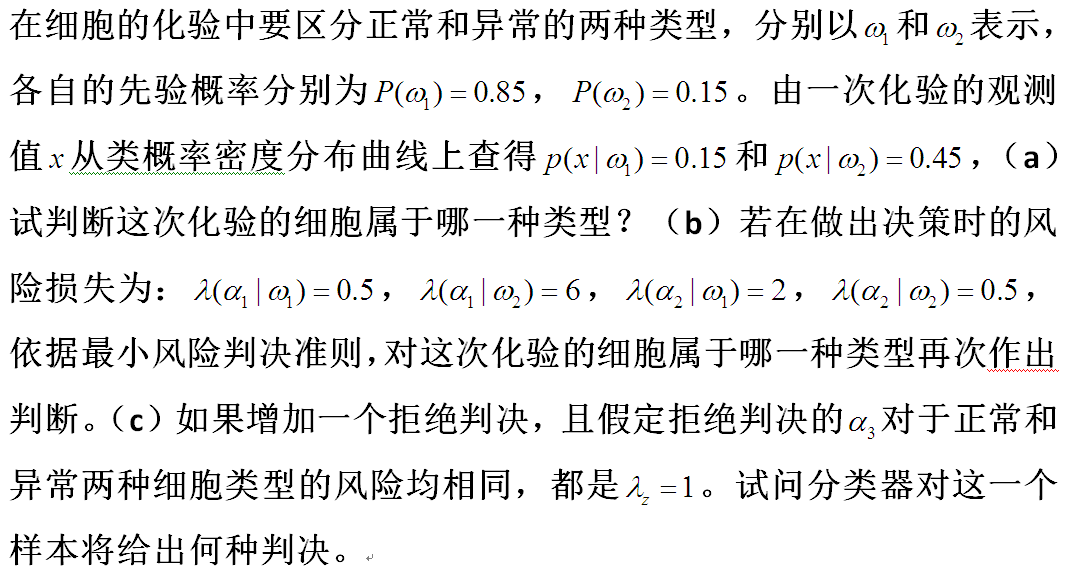 在细胞的化验中要区分正常和异常的两种类型，分别以ω₁和ω₂表示，
各自的先验概率分别为P(ω₁) = 0.85，P(ω₂) = 0.15。由一次化验的观测
值x从类概率密度分布曲线上查得p(x | ω₁) = 0.15和p(x | ω₂) = 0.45，（a）
试判断这次化验的细胞属于哪一种类型？（b）若在做出决策时的风
险损失为：λ(α₁ | ω₁) = 0.5，λ(α₁ | ω₂) = 6，λ(α₂ | ω₁) = 2，λ(α₂ | ω₂) = 0.5，
依据最小风险判决准则，对这次化验的细胞属于哪一种类型再次作出
判断。（c）如果增加一个拒绝判决，且假定拒绝判决的α₃对于正常和
异常两种细胞类型的风险均相同，都是λz = 1。试问分类器对这一个
样本将给出何种判决。